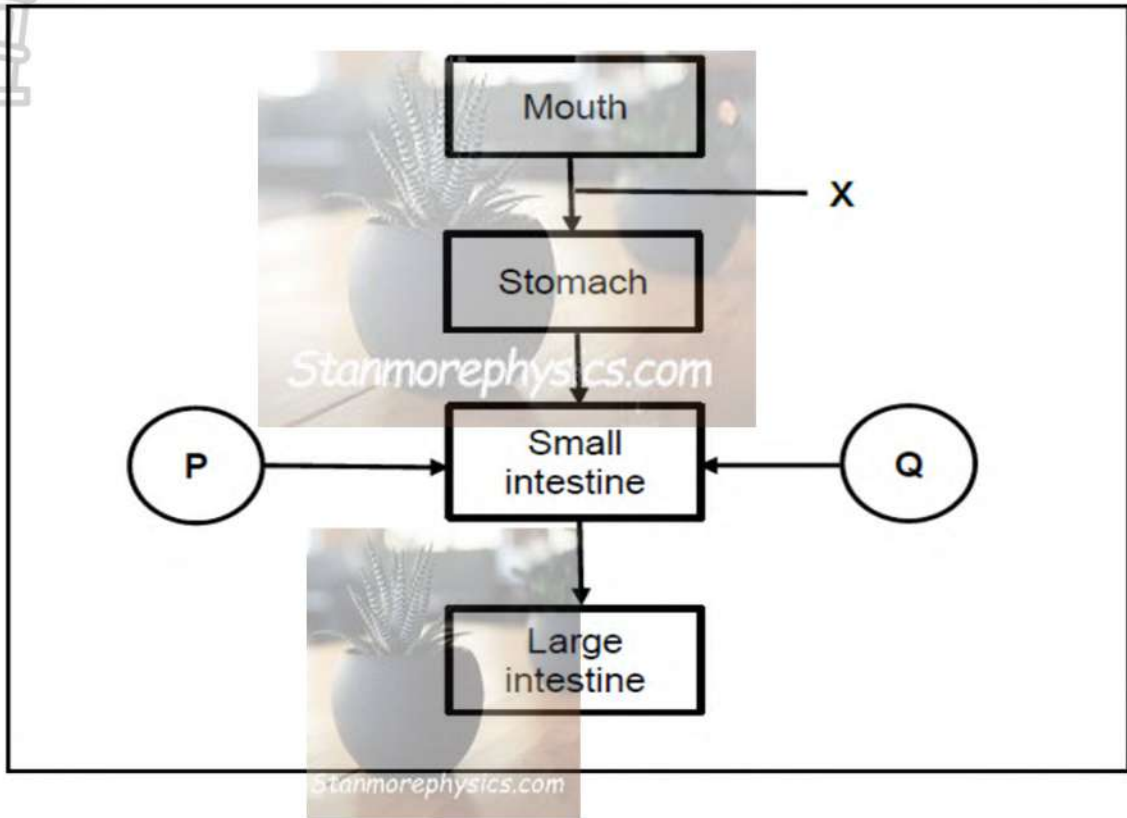 Mouth
X
Stomach
Stanmorephysics.com
Small
intestine
P
Q
Large
intestine
Stanmorephysics.com